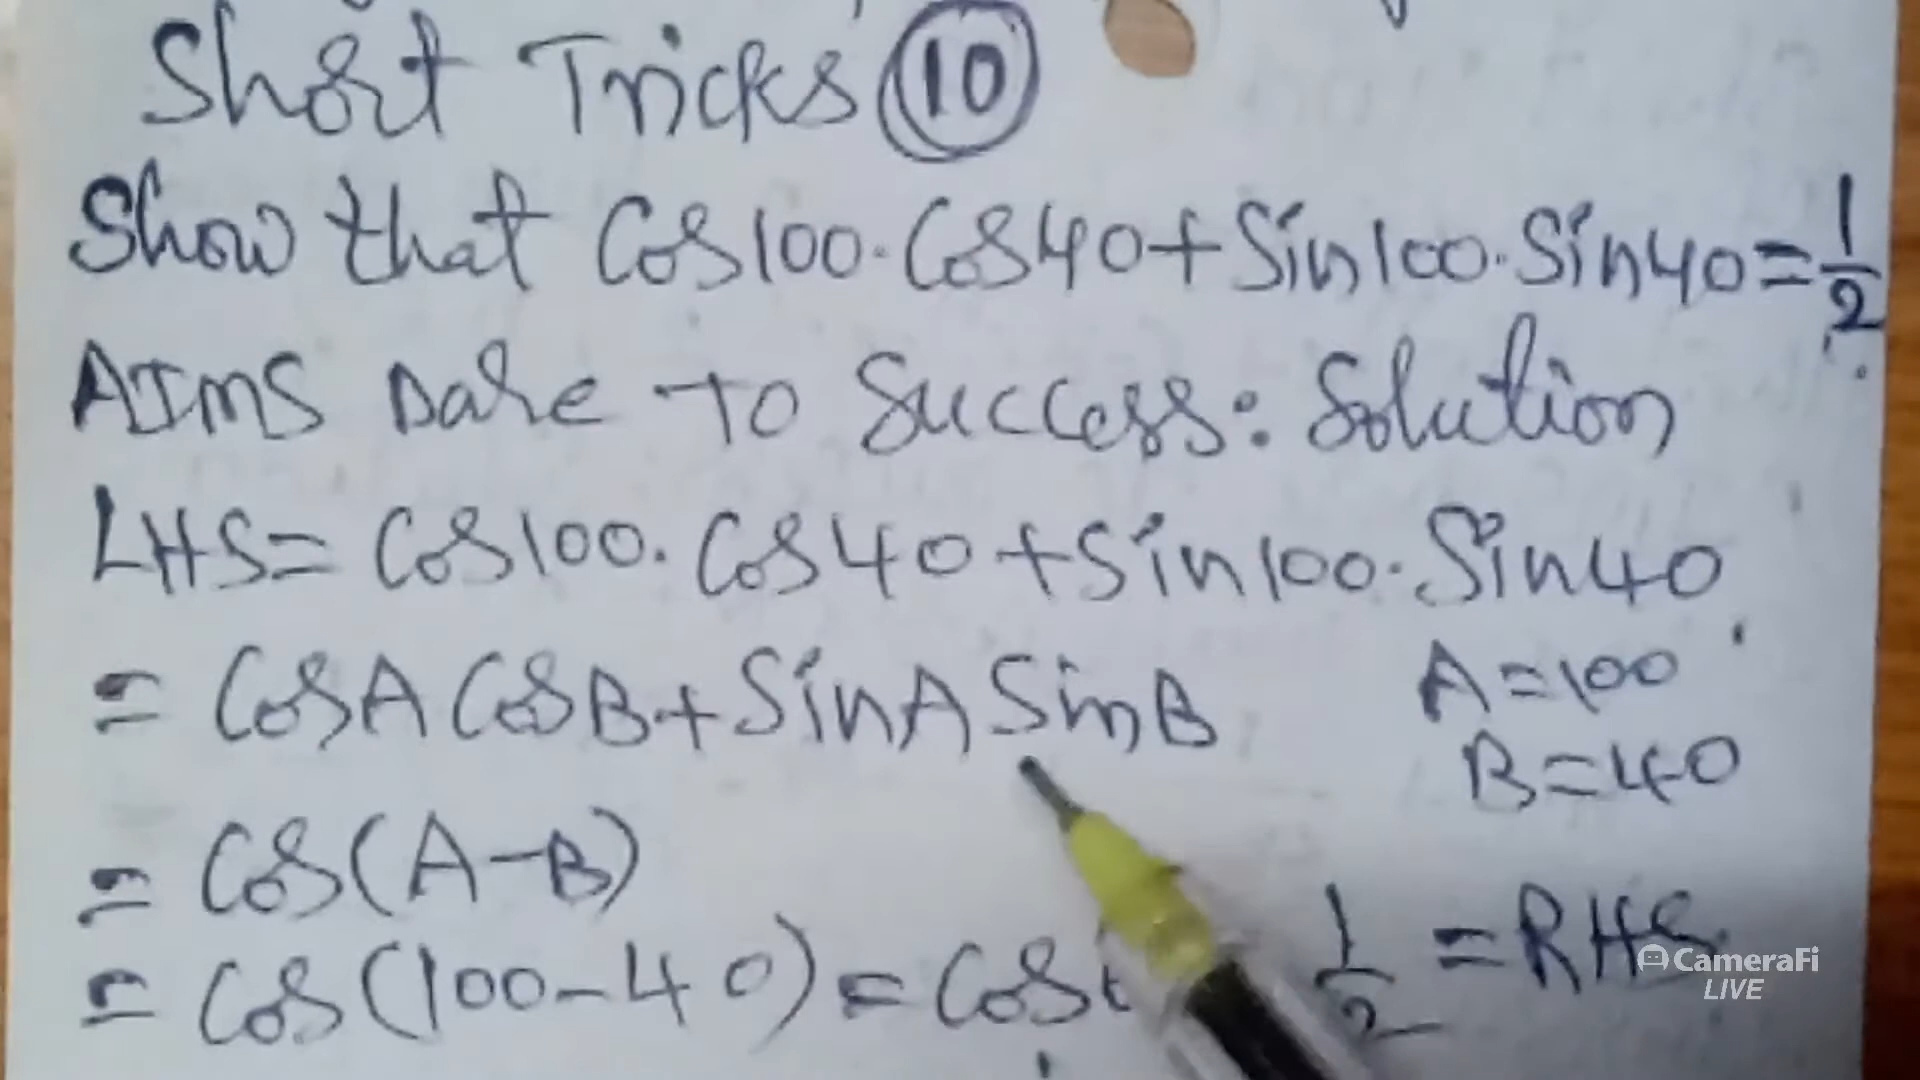 Short Tricks 10
Show that Cos100.Cos40+Sin100.Sin40=1/2
AIMS Dare To Success: Solution
LHS= Cos100.Cos40+Sin100.Sin40
= CosA CosB+SinA SinB
A=100
B=40
= Cos(A-B)
= Cos(100-40)=Cos 1/2 =RHS
CameraFi
LIVE